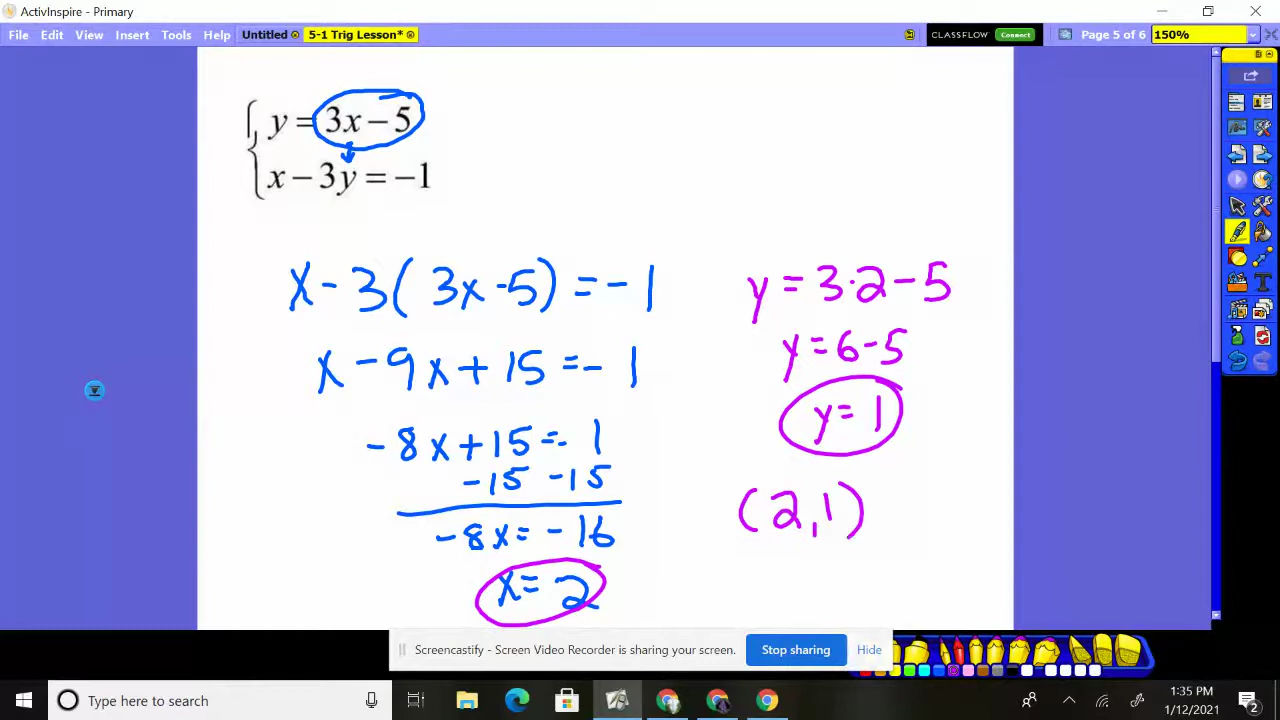 ActivInspire - Primary
File Edit View Insert Tools Help Untitled 5-1 Trig Lesson* CLASSFLOW Connect Page 5 of 6 150%
y = 3x − 5
x − 3y = −1
x - 3(3x - 5) = -1
x - 9x + 15 = -1
-8x + 15 = -1
-15 -15
-8x = -16
x = 2
y = 3·2 - 5
y = 6 - 5
y = 1
(2,1)
Screencastify - Screen Video Recorder is sharing your screen. Stop sharing Hide
Type here to search
1:35 PM
1/12/2021
2